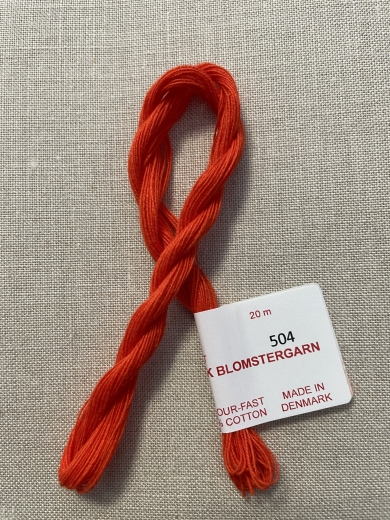 20 m
504
K BLOMSTERGARN
OUR-FAST
COTTON
MADE IN
DENMARK